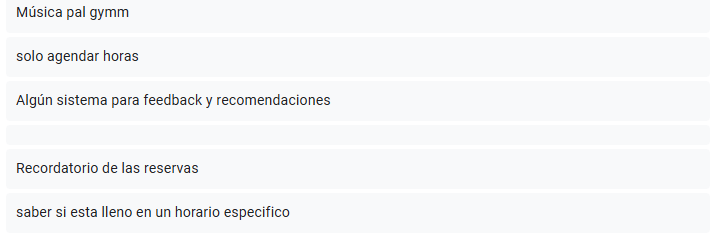 Música pal gymm
solo agendar horas
Algún sistema para feedback y recomendaciones
Recordatorio de las reservas
saber si esta lleno en un horario especifico